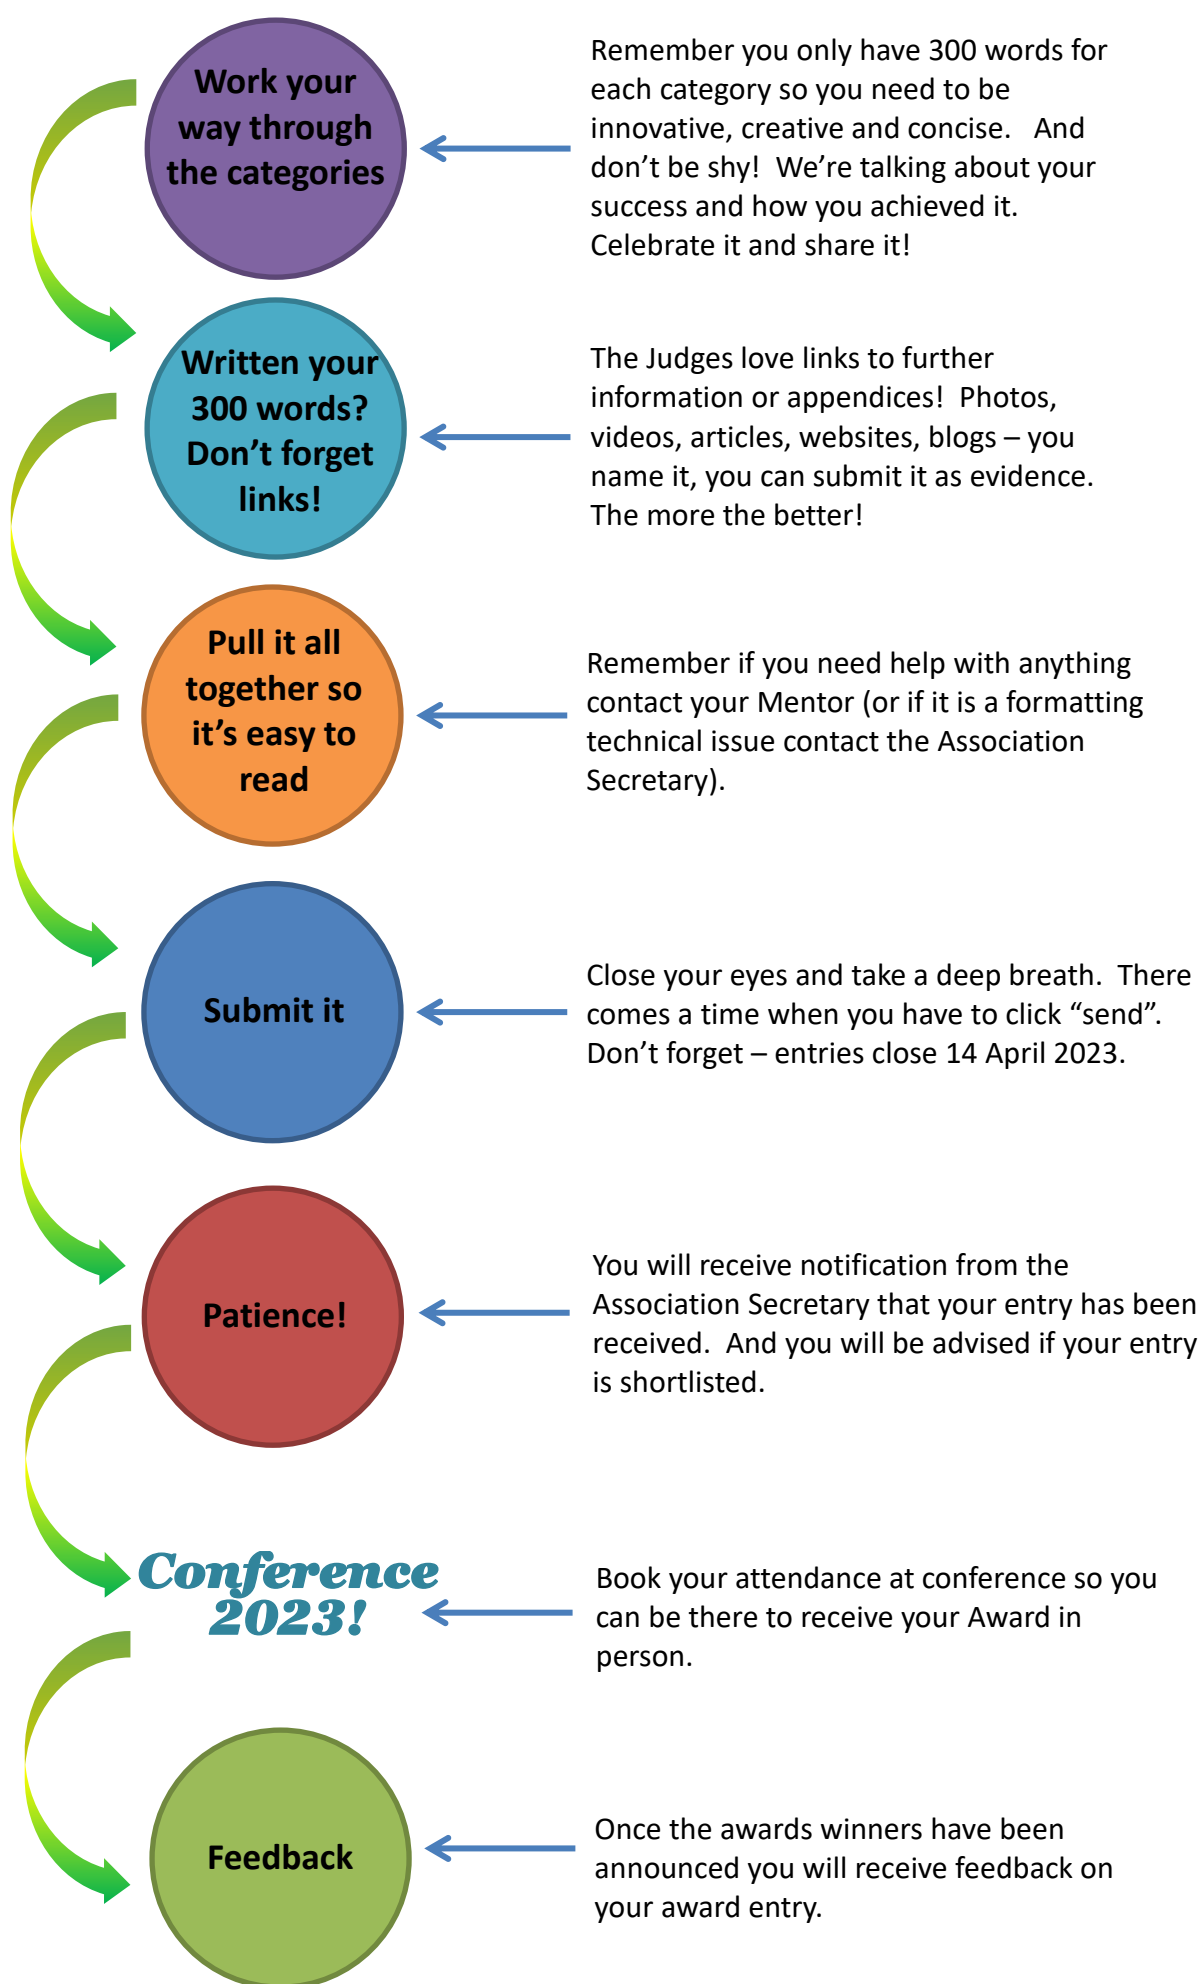 Work your
way through
the categories
Remember you only have 300 words for
each category so you need to be
innovative, creative and concise.   And
don’t be shy!  We’re talking about your
success and how you achieved it.
Celebrate it and share it!
Written your
300 words?
Don’t forget
links!
The Judges love links to further
information or appendices!  Photos,
videos, articles, websites, blogs – you
name it, you can submit it as evidence.
The more the better!
Pull it all
together so
it’s easy to
read
Remember if you need help with anything
contact your Mentor (or if it is a formatting
technical issue contact the Association
Secretary).
Submit it
Close your eyes and take a deep breath.  There
comes a time when you have to click “send”.
Don’t forget – entries close 14 April 2023.
Patience!
You will receive notification from the
Association Secretary that your entry has been
received.  And you will be advised if your entry
is shortlisted.
Conference
2023!
Book your attendance at conference so you
can be there to receive your Award in
person.
Feedback
Once the awards winners have been
announced you will receive feedback on
your award entry.